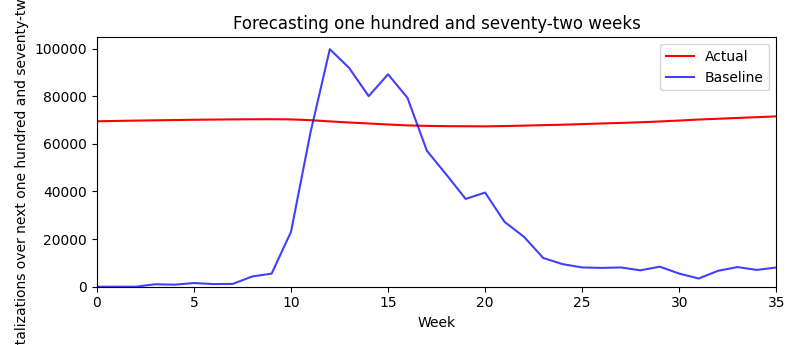 Forecasting one hundred and seventy-two weeks
talizations over next one hundred and seventy-tw
100000
80000
60000
40000
20000
0
Actual
Baseline
0 5 10 15 20 25 30 35
Week